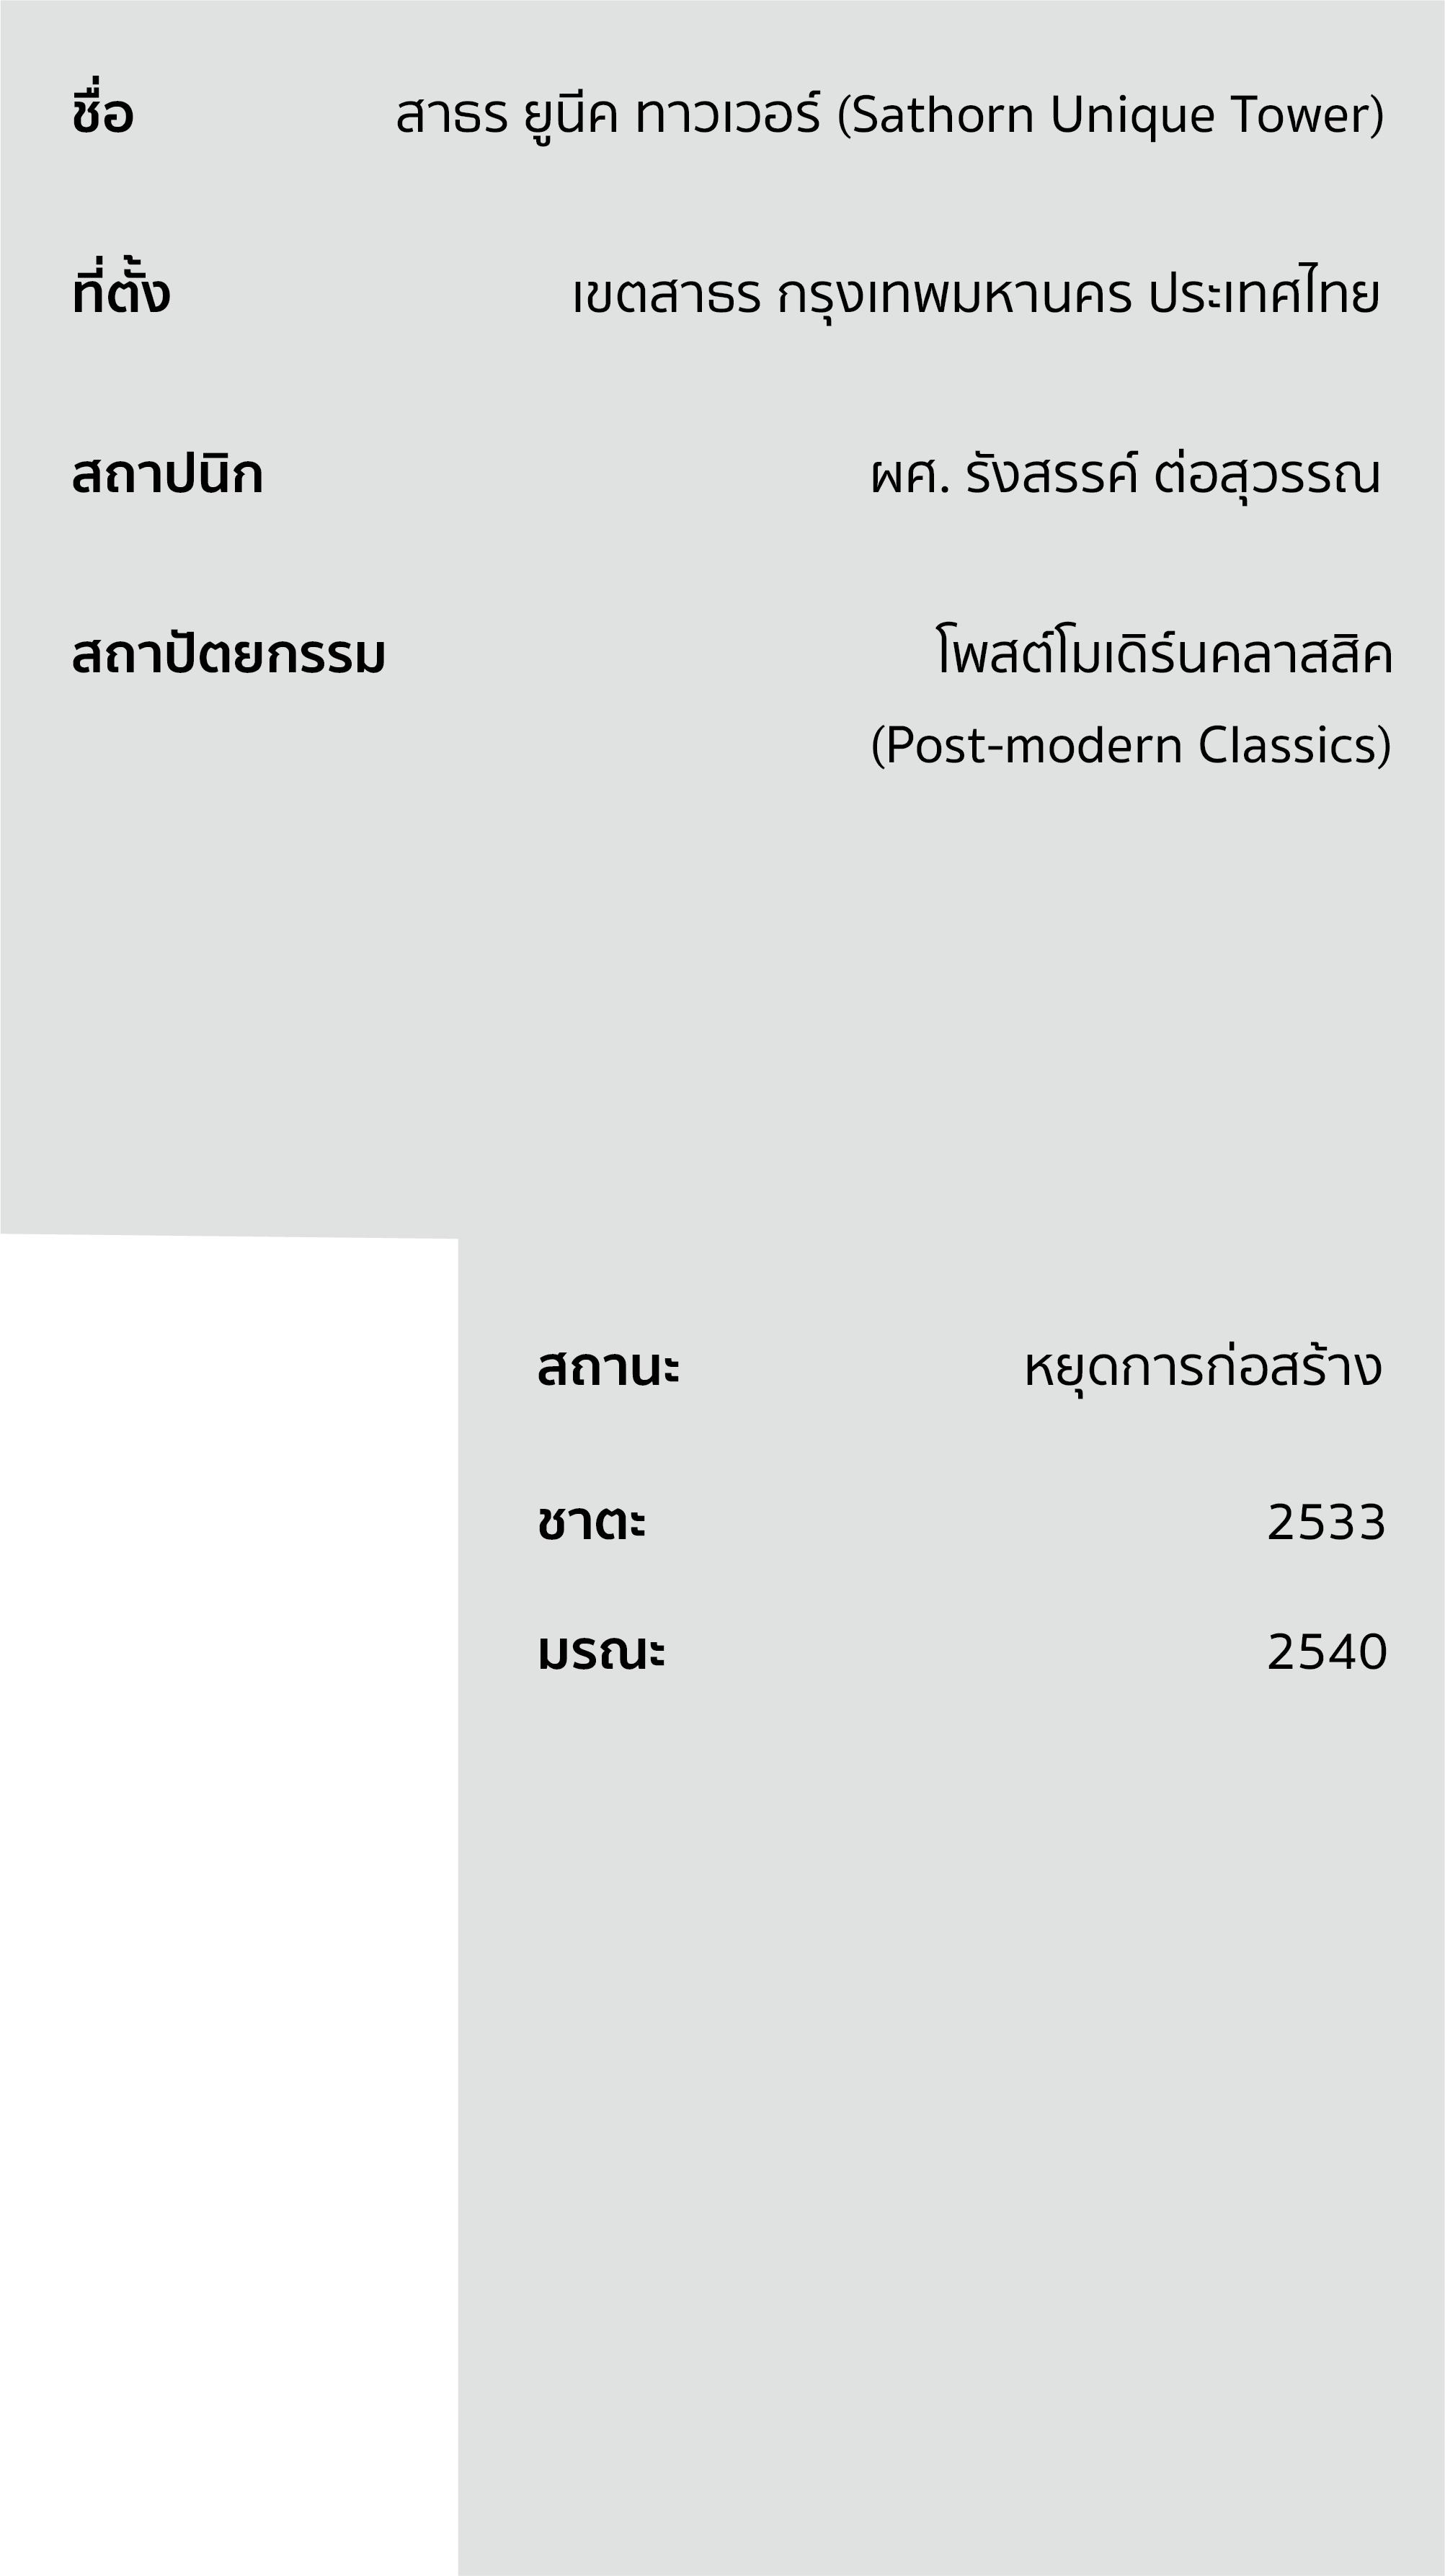 ชื่อ สาธร ยูนีค ทาวเวอร์ (Sathorn Unique Tower)
ที่ตั้ง เขตสาธร กรุงเทพมหานคร ประเทศไทย
สถาปนิก ผศ. รังสรรค์ ต่อสุวรรณ
สถาปัตยกรรม โพสต์โมเดิร์นคลาสสิค
(Post-modern Classics)
สถานะ หยุดการก่อสร้าง
ชาตะ 2533
มรณะ 2540